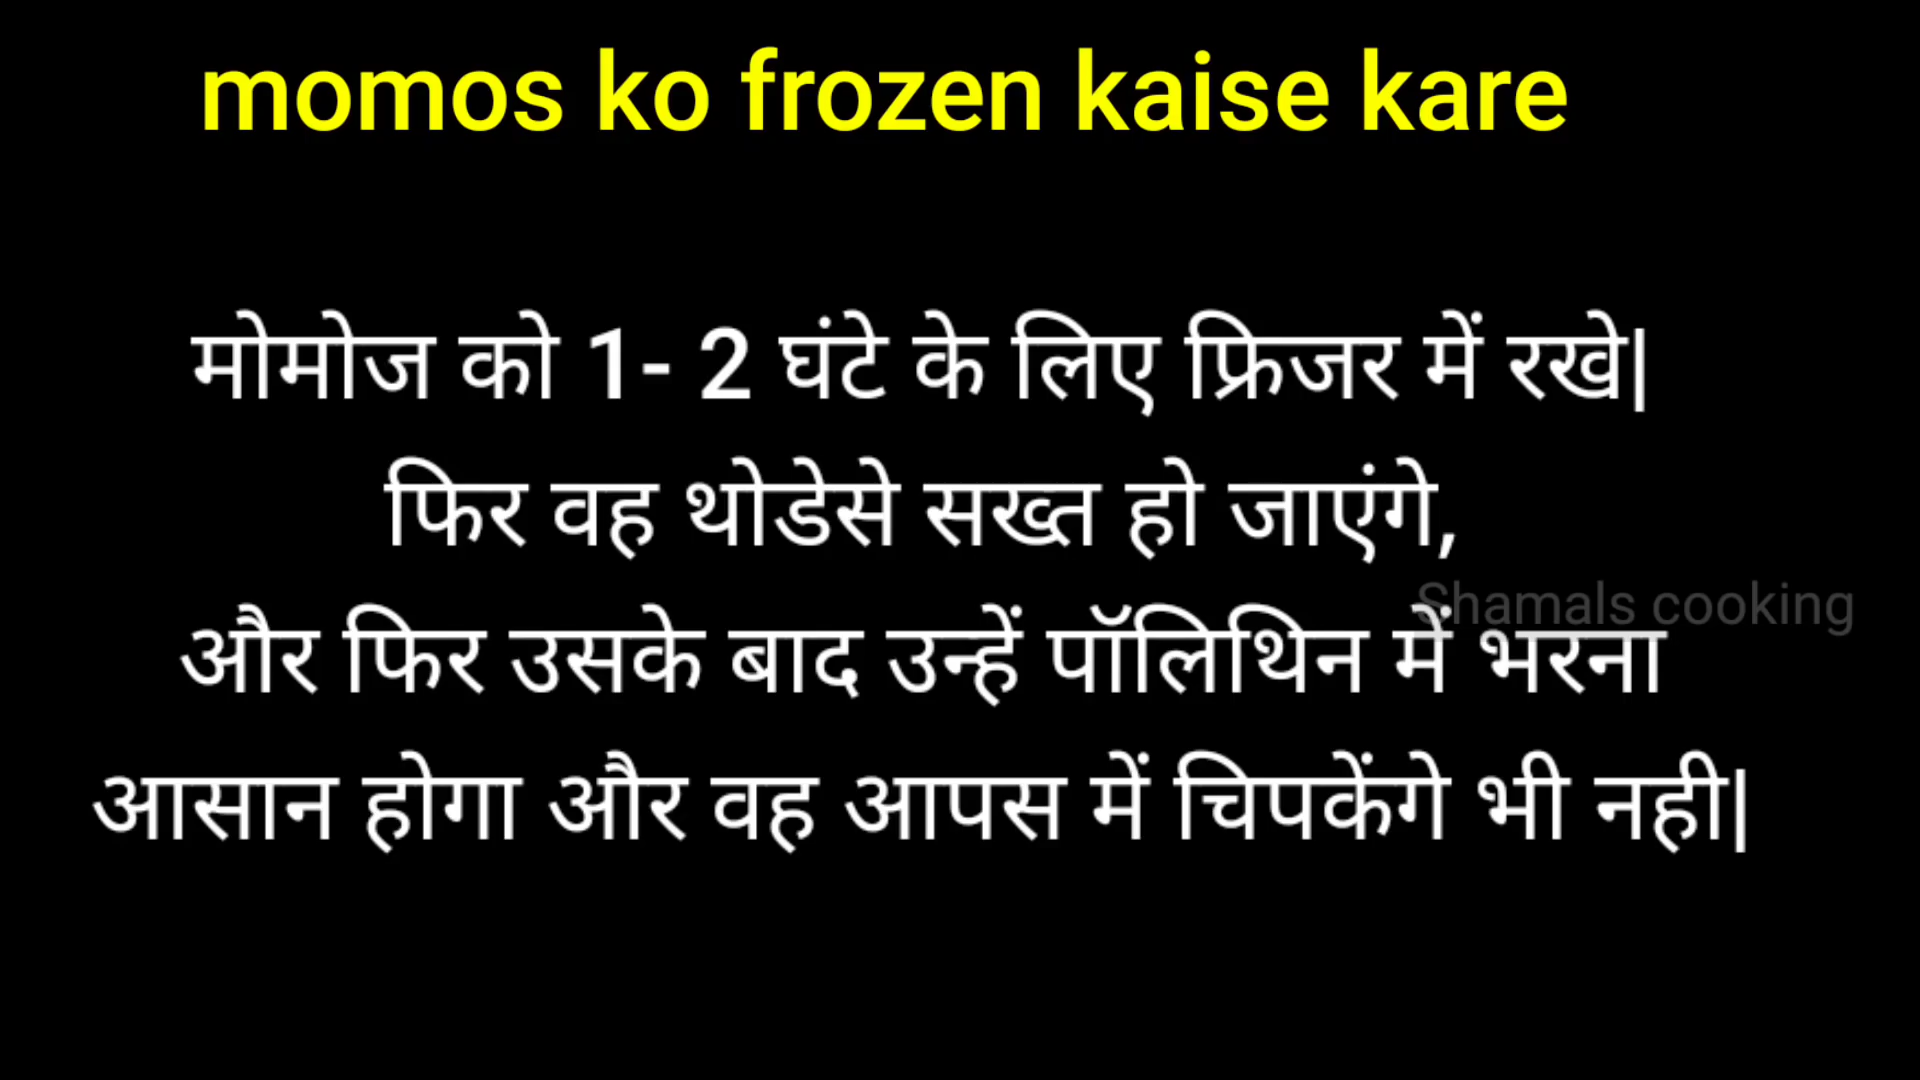 momos ko frozen kaise kare
मोमोज को 1- 2 घंटे के लिए फ्रिजर में रखे|
फिर वह थोडेसे सख्त हो जाएंगे,
Shamals cooking
और फिर उसके बाद उन्हें पॉलिथिन में भरना
आसान होगा और वह आपस में चिपकेंगे भी नही|